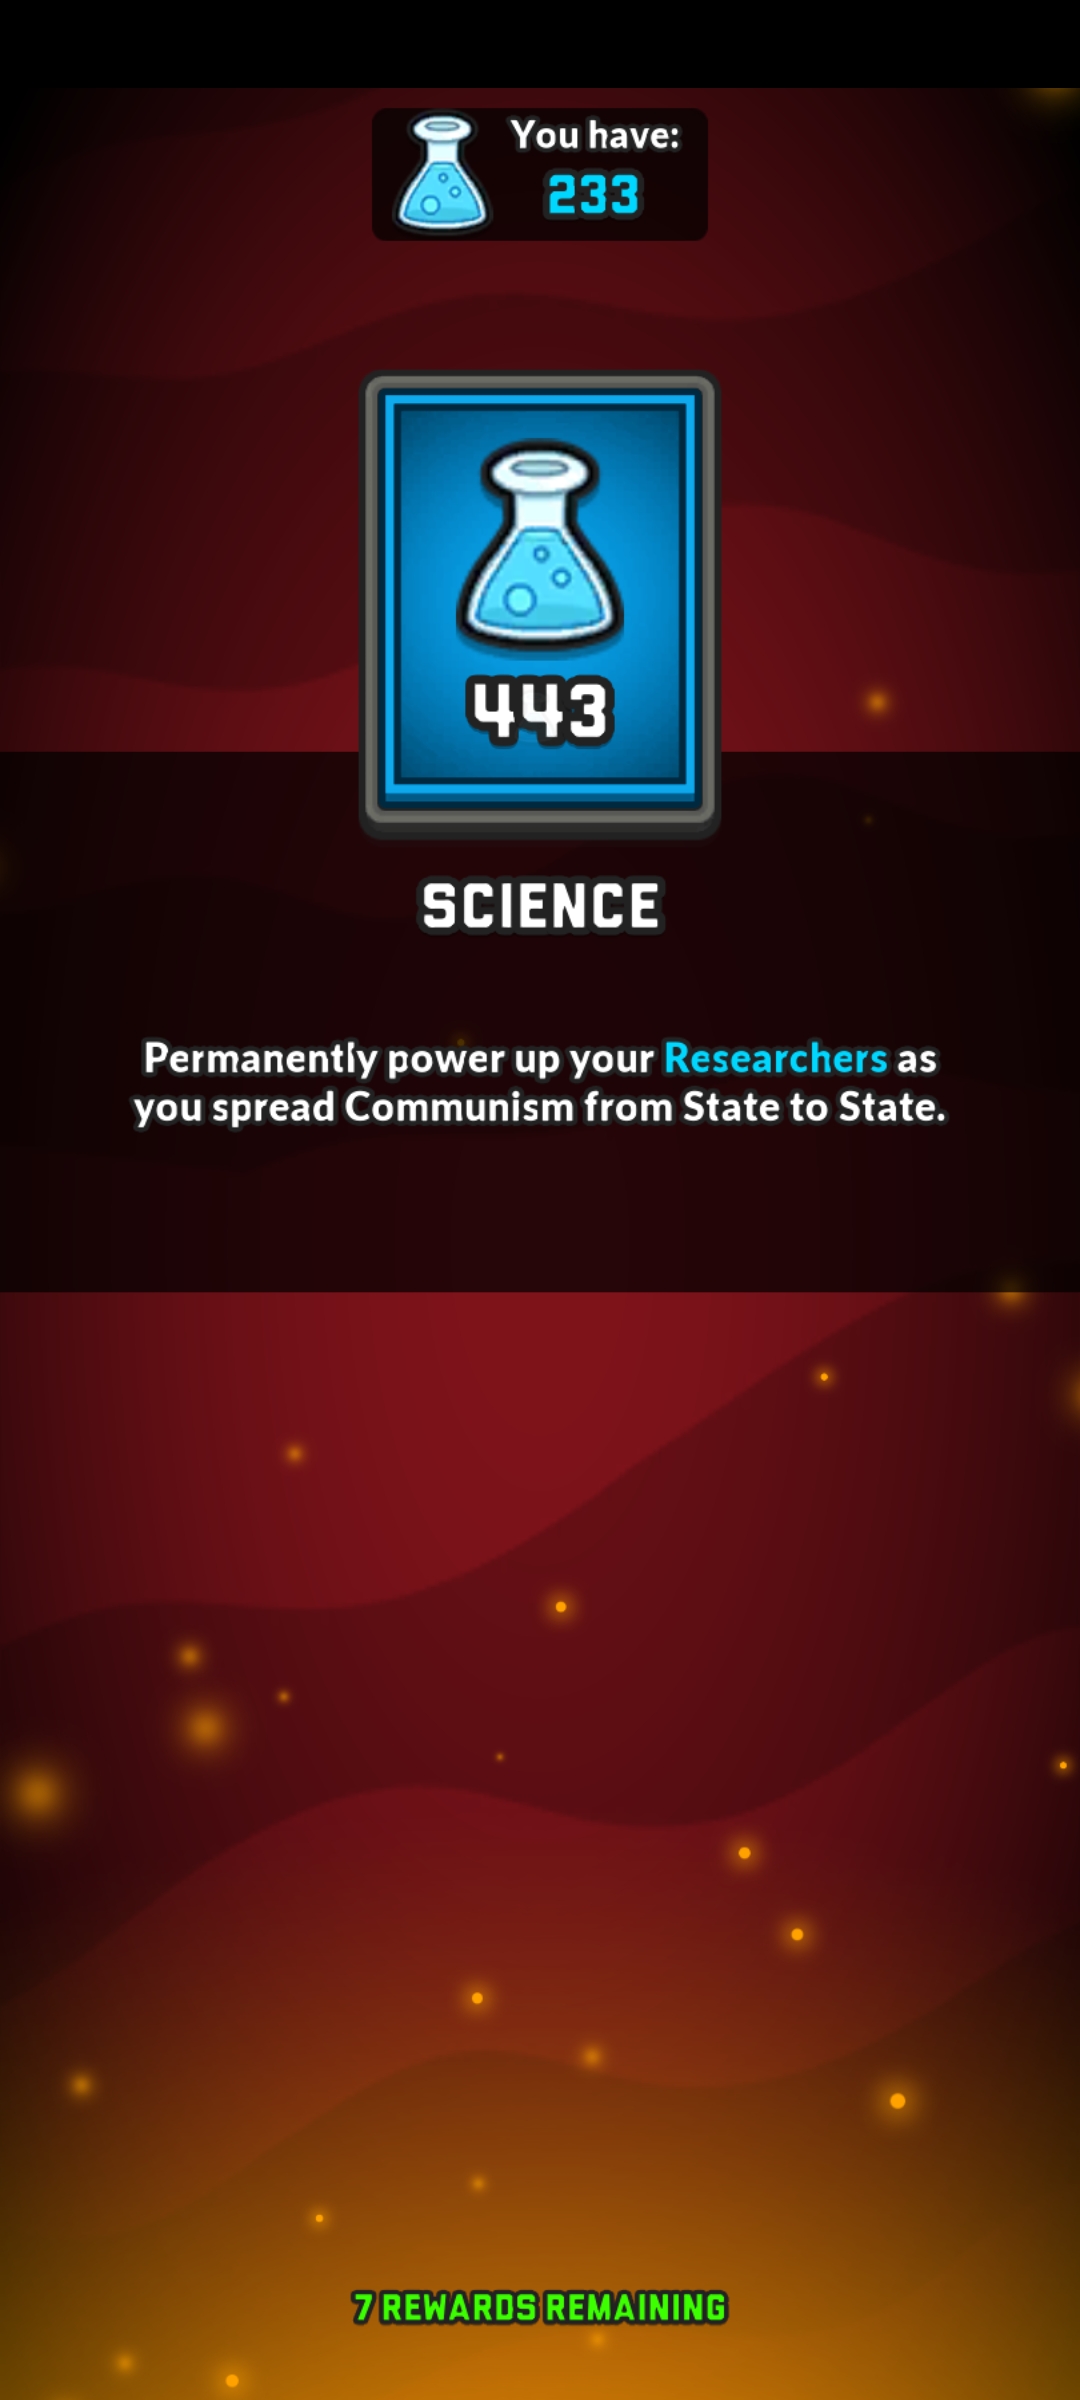 You have:
233
443
SCIENCE
Permanently power up your Researchers as
you spread Communism from State to State.
7 REWARDS REMAINING